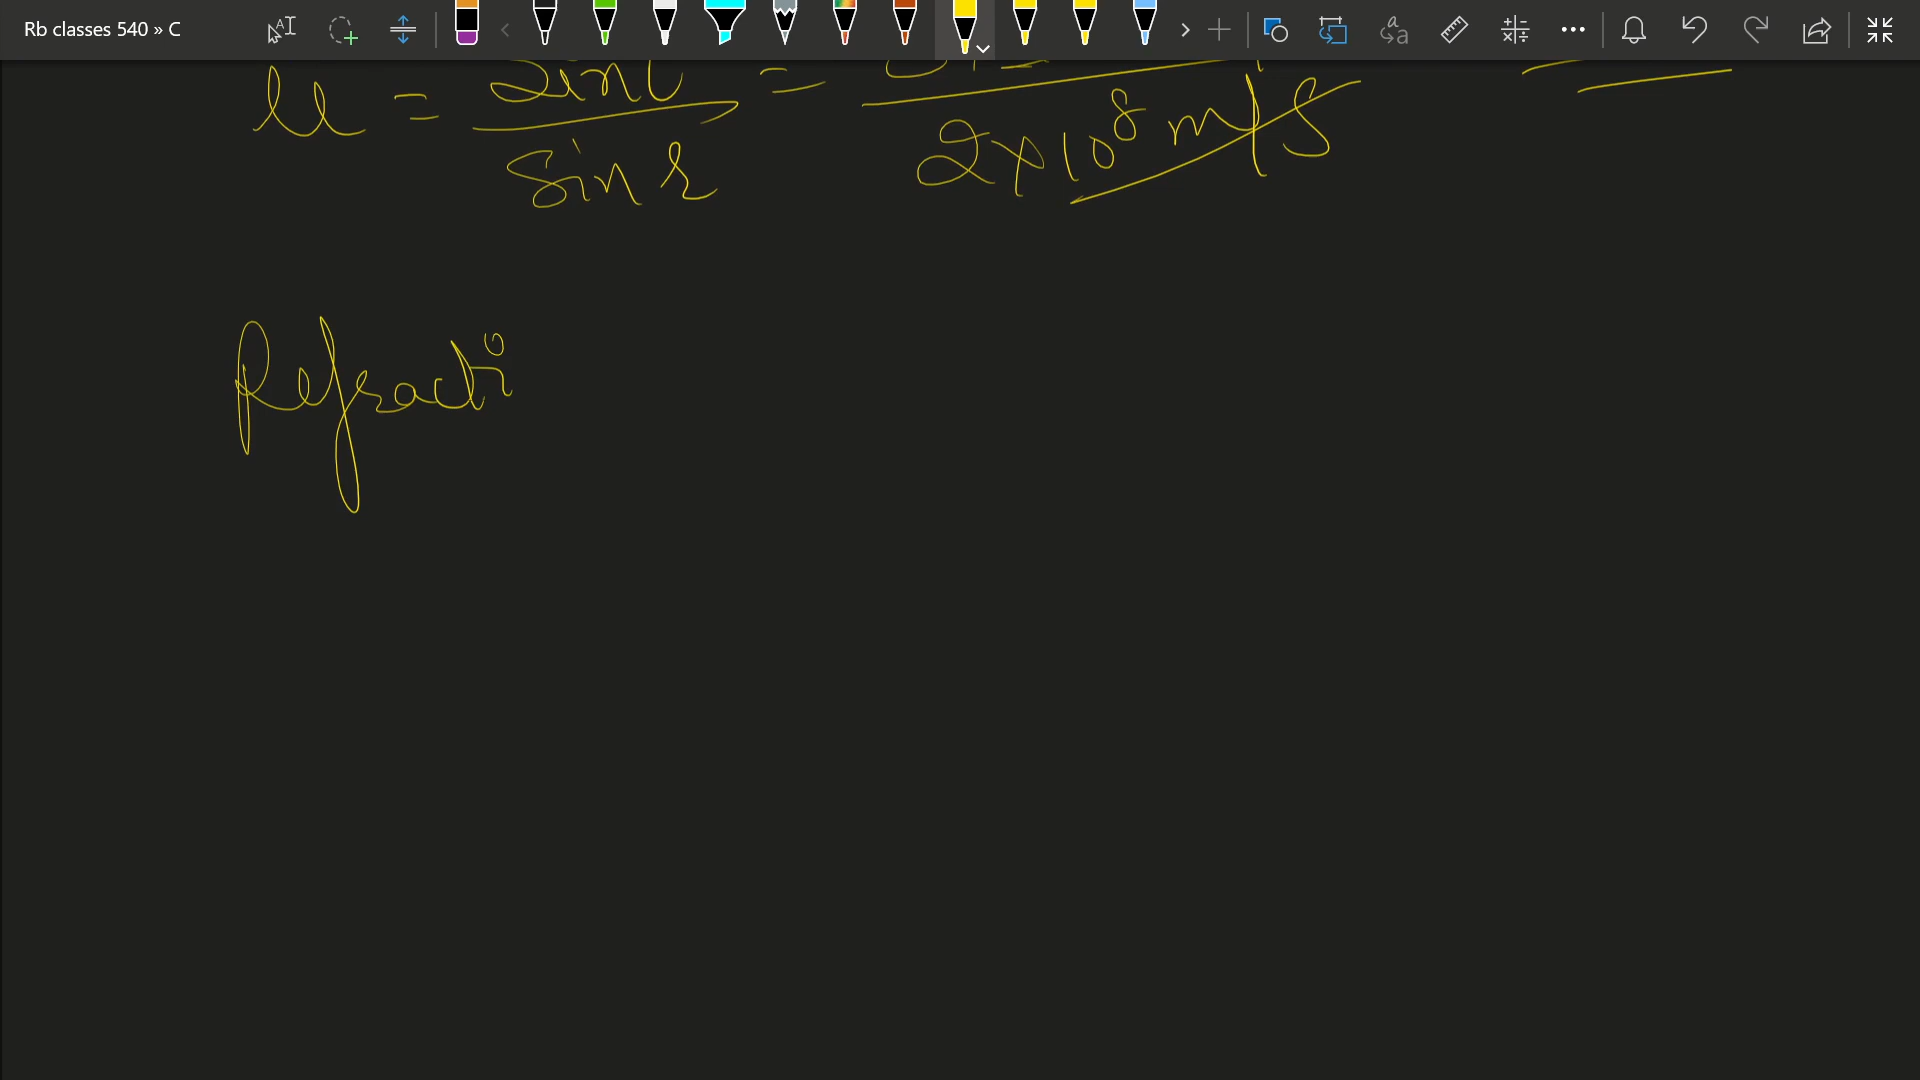 Rb classes 540 » C
μ = Sin i =
Sin r 2×10⁸ m/s
Refracti